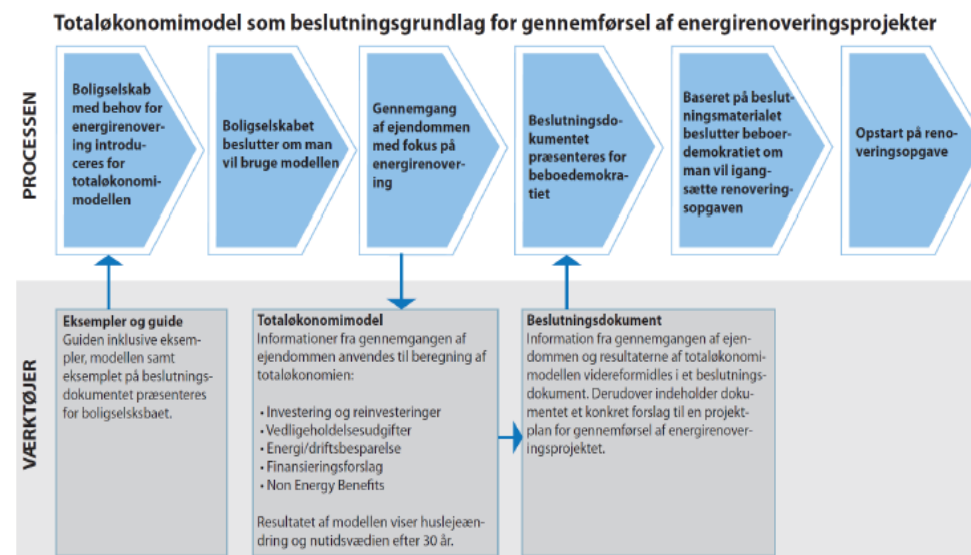 Totaløkonomimodel som beslutningsgrundlag for gennemførsel af energirenoveringsprojekter
PROCESSEN
Boligselskab
med behov for
energirenover-
ing introdu-
ceres for
totaløkonomi-
modellen
Boligselskabet
beslutter om man
vil bruge modellen
Gennemgang
af ejendommen
med fokus på
energirenover-
ing
Beslutningsdo-
kumentet
præsenteres for
beboedemokra-
tiet
Baseret på beslut-
ningsmaterialet
beslutter beboer-
demokratiet om
man vil igang-
sætte renovering-
sopgaven
Opstart på reno-
veringsopgave
VÆRKTØJER
Eksempler og guide
Guiden inklusive eksem-
pler, modellen samt
eksemplet på beslutnings-
dokumentet præsenteres
for boligselsksbaet.
Totaløkonomimodel
Informationer fra gennemgangen af
ejendommen anvendes til beregning af
totaløkonomien:
• Investering og reinvesteringer
• Vedligeholdelsesudgifter
• Energi/driftsbesparelse
• Finansieringsforslag
• Non Energy Benefits
Resultatet af modellen viser huslejeæn-
dring og nutidsvædien efter 30 år.
Beslutningsdokument
Information fra gennemgangen af ejen-
dommen og resultaterne af totaløkonomi-
modellen videreformidles i et beslutnings-
dokument. Derudover indeholder doku-
mentet et konkret forslag til en projekt-
plan for gennemførsel af energirenover-
ingsprojektet.